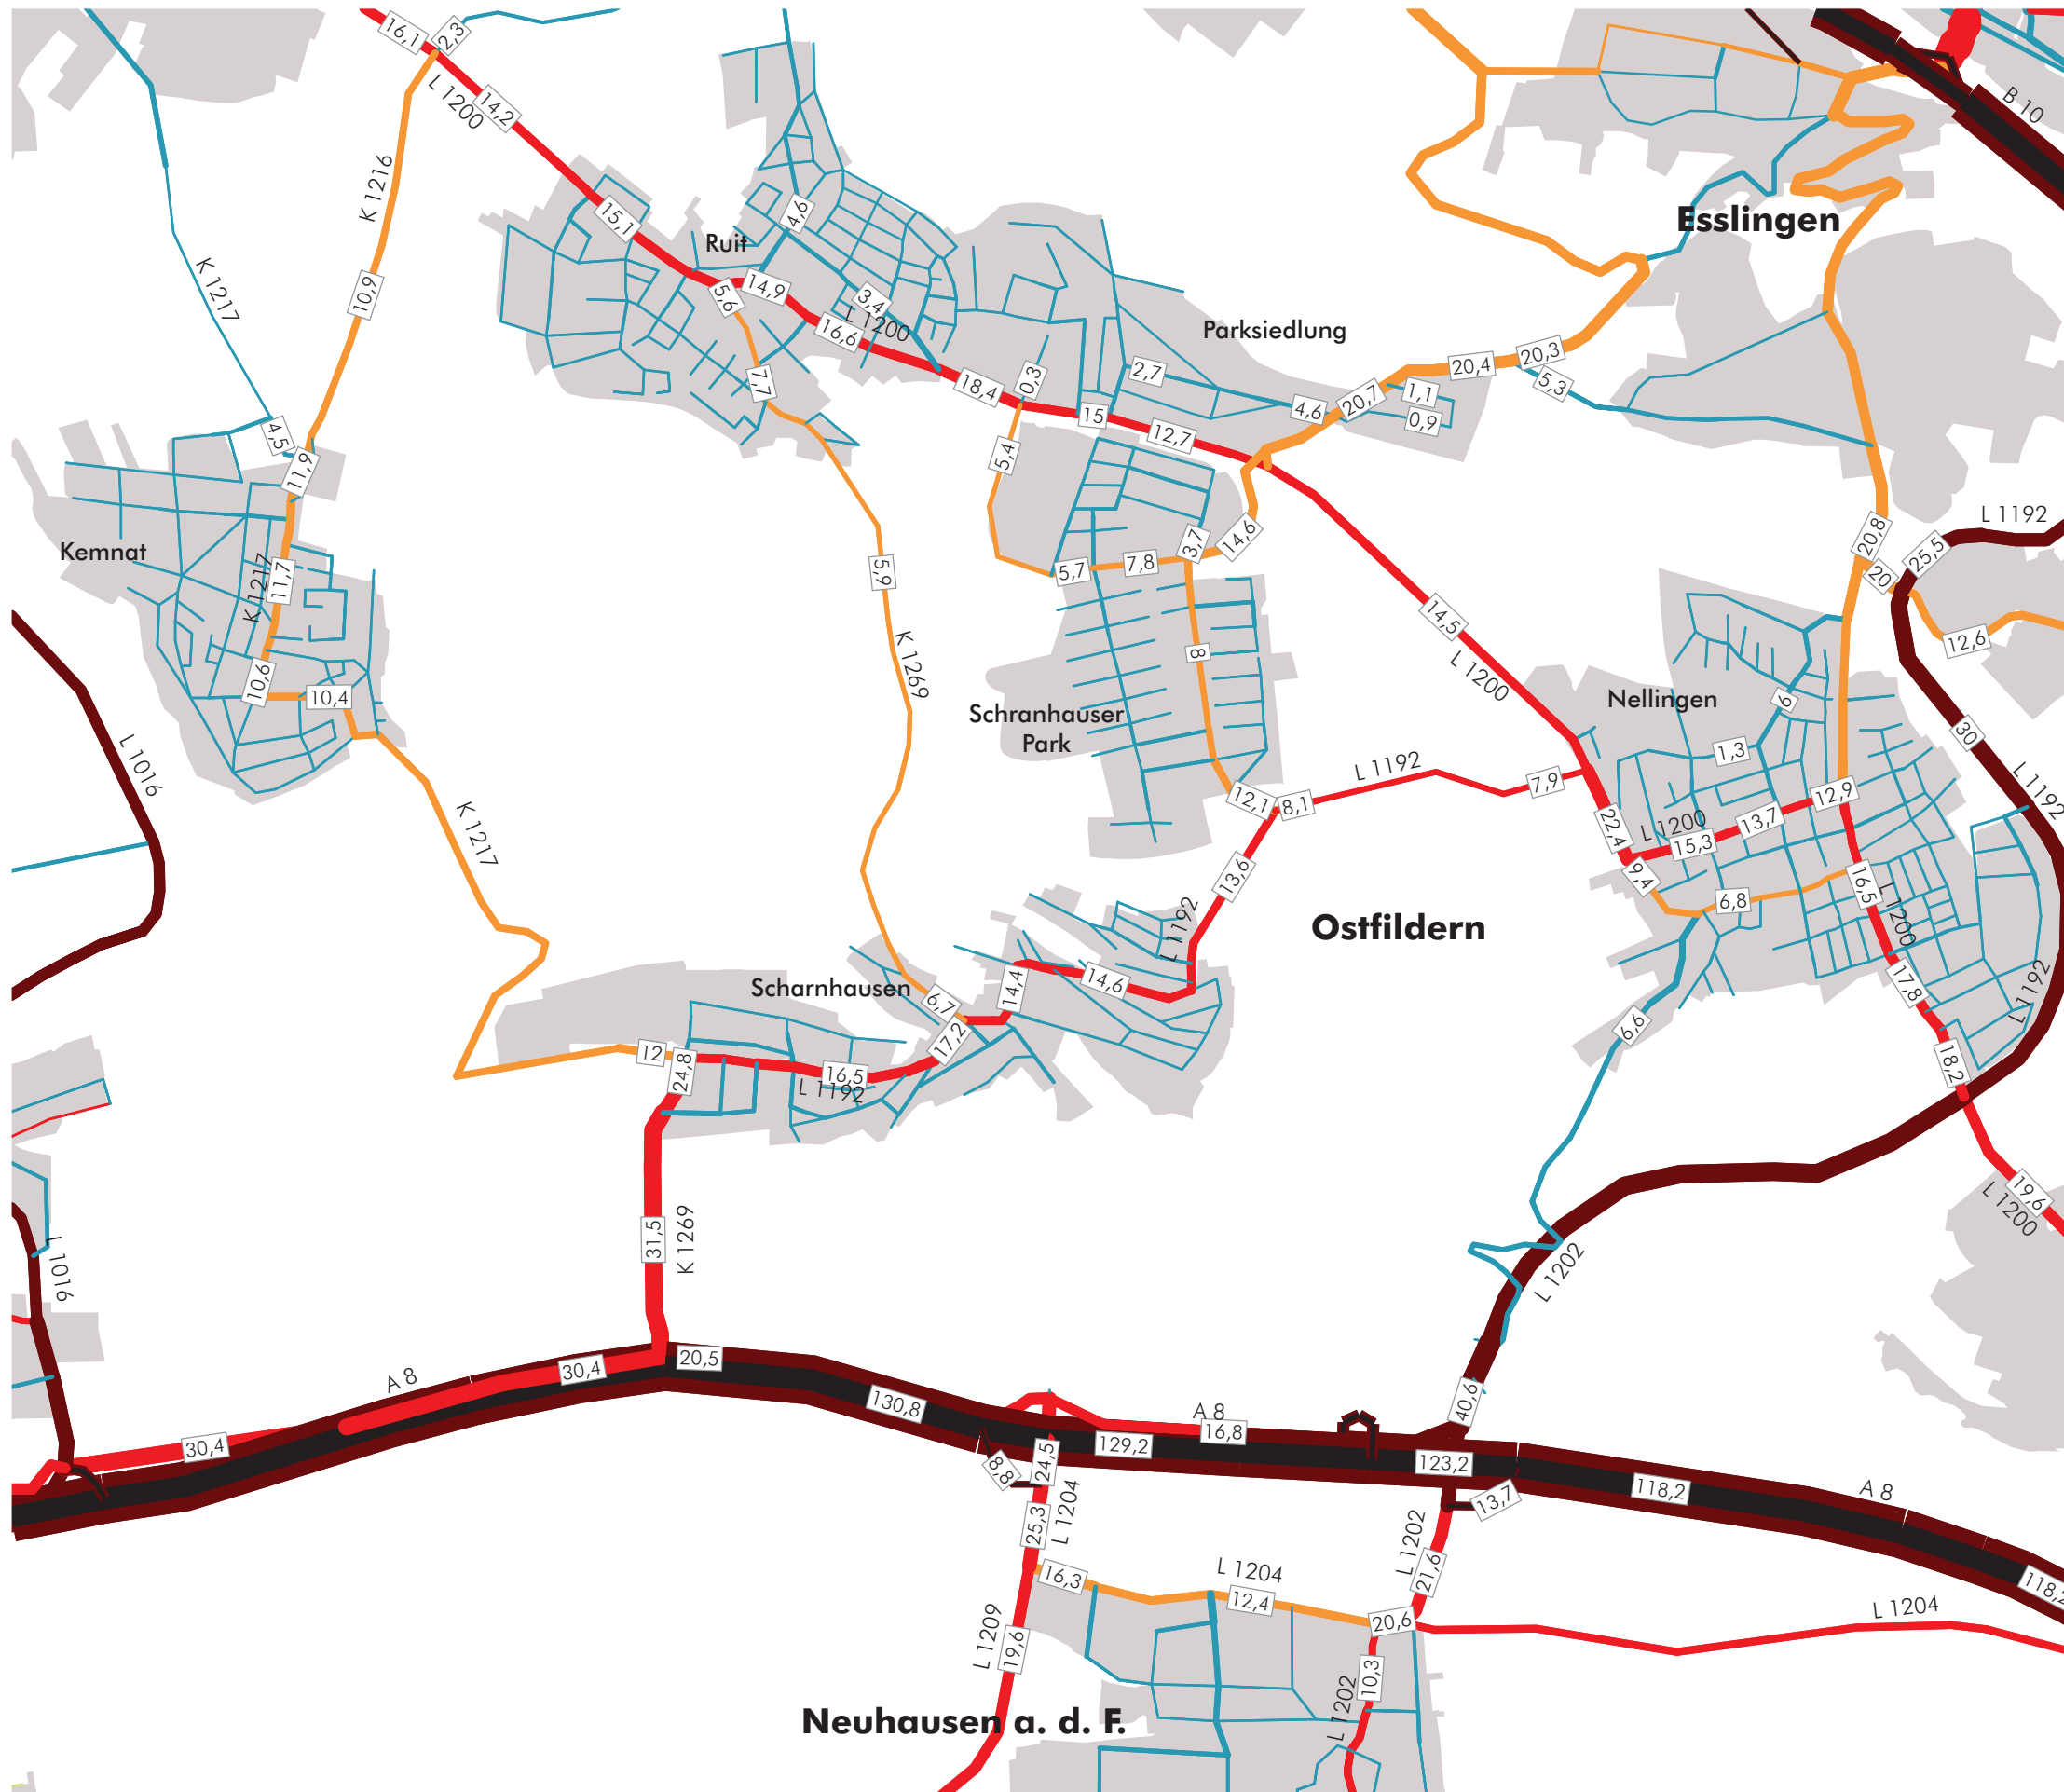 16,1
2,3
L 1200
14,2
B 10
K 1216
K 1217
10,9
15,1
Ruit
4,6
Esslingen
5,6
14,9
3,4
L 1200
16,6
Parksiedlung
20,4
20,3
5,3
7,7
18,4
0,3
2,7
4,6
20,7
1,1
0,9
15
12,7
4,5
11,9
5,4
L 1192
Kemnat
K 1217
11,7
5,9
5,7
7,8
3,7
14,6
20,8
25,5
20
14,5
12,6
8
K 1269
10,6
10,4
L 1200
Nellingen
6
Schranhauser
Park
30
L 1016
1,3
L 1192
7,9
L 1192
12,1
8,1
12,9
K 1217
22,4
L 1200
15,3
13,7
13,6
9,4
6,8
16,5
L 1200
L 1192
Ostfildern
Scharnhausen
14,4
14,6
6,7
17,8
L 1192
17,2
6,6
12
24,8
16,5
L 1192
18,2
19,6
L 1200
31,5
K 1269
L 1016
L 1202
A 8
30,4
20,5
130,8
40,6
A 8
16,8
30,4
129,2
24,5
8,8
123,2
118,2
A 8
13,7
25,3
L 1204
L 1202
21,6
16,3
L 1204
12,4
118,2
20,6
L 1204
L 1209
19,6
10,3
L 1202
Neuhausen a. d. F.